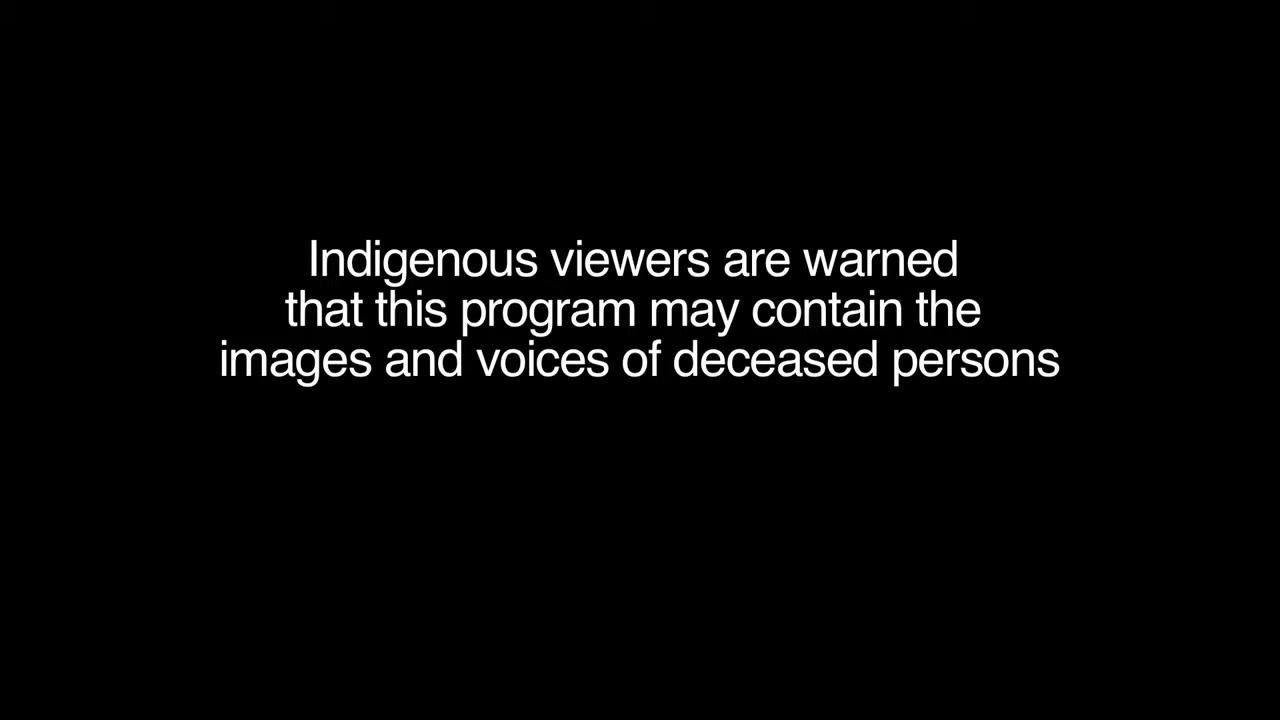 Indigenous viewers are warned
that this program may contain the
images and voices of deceased persons